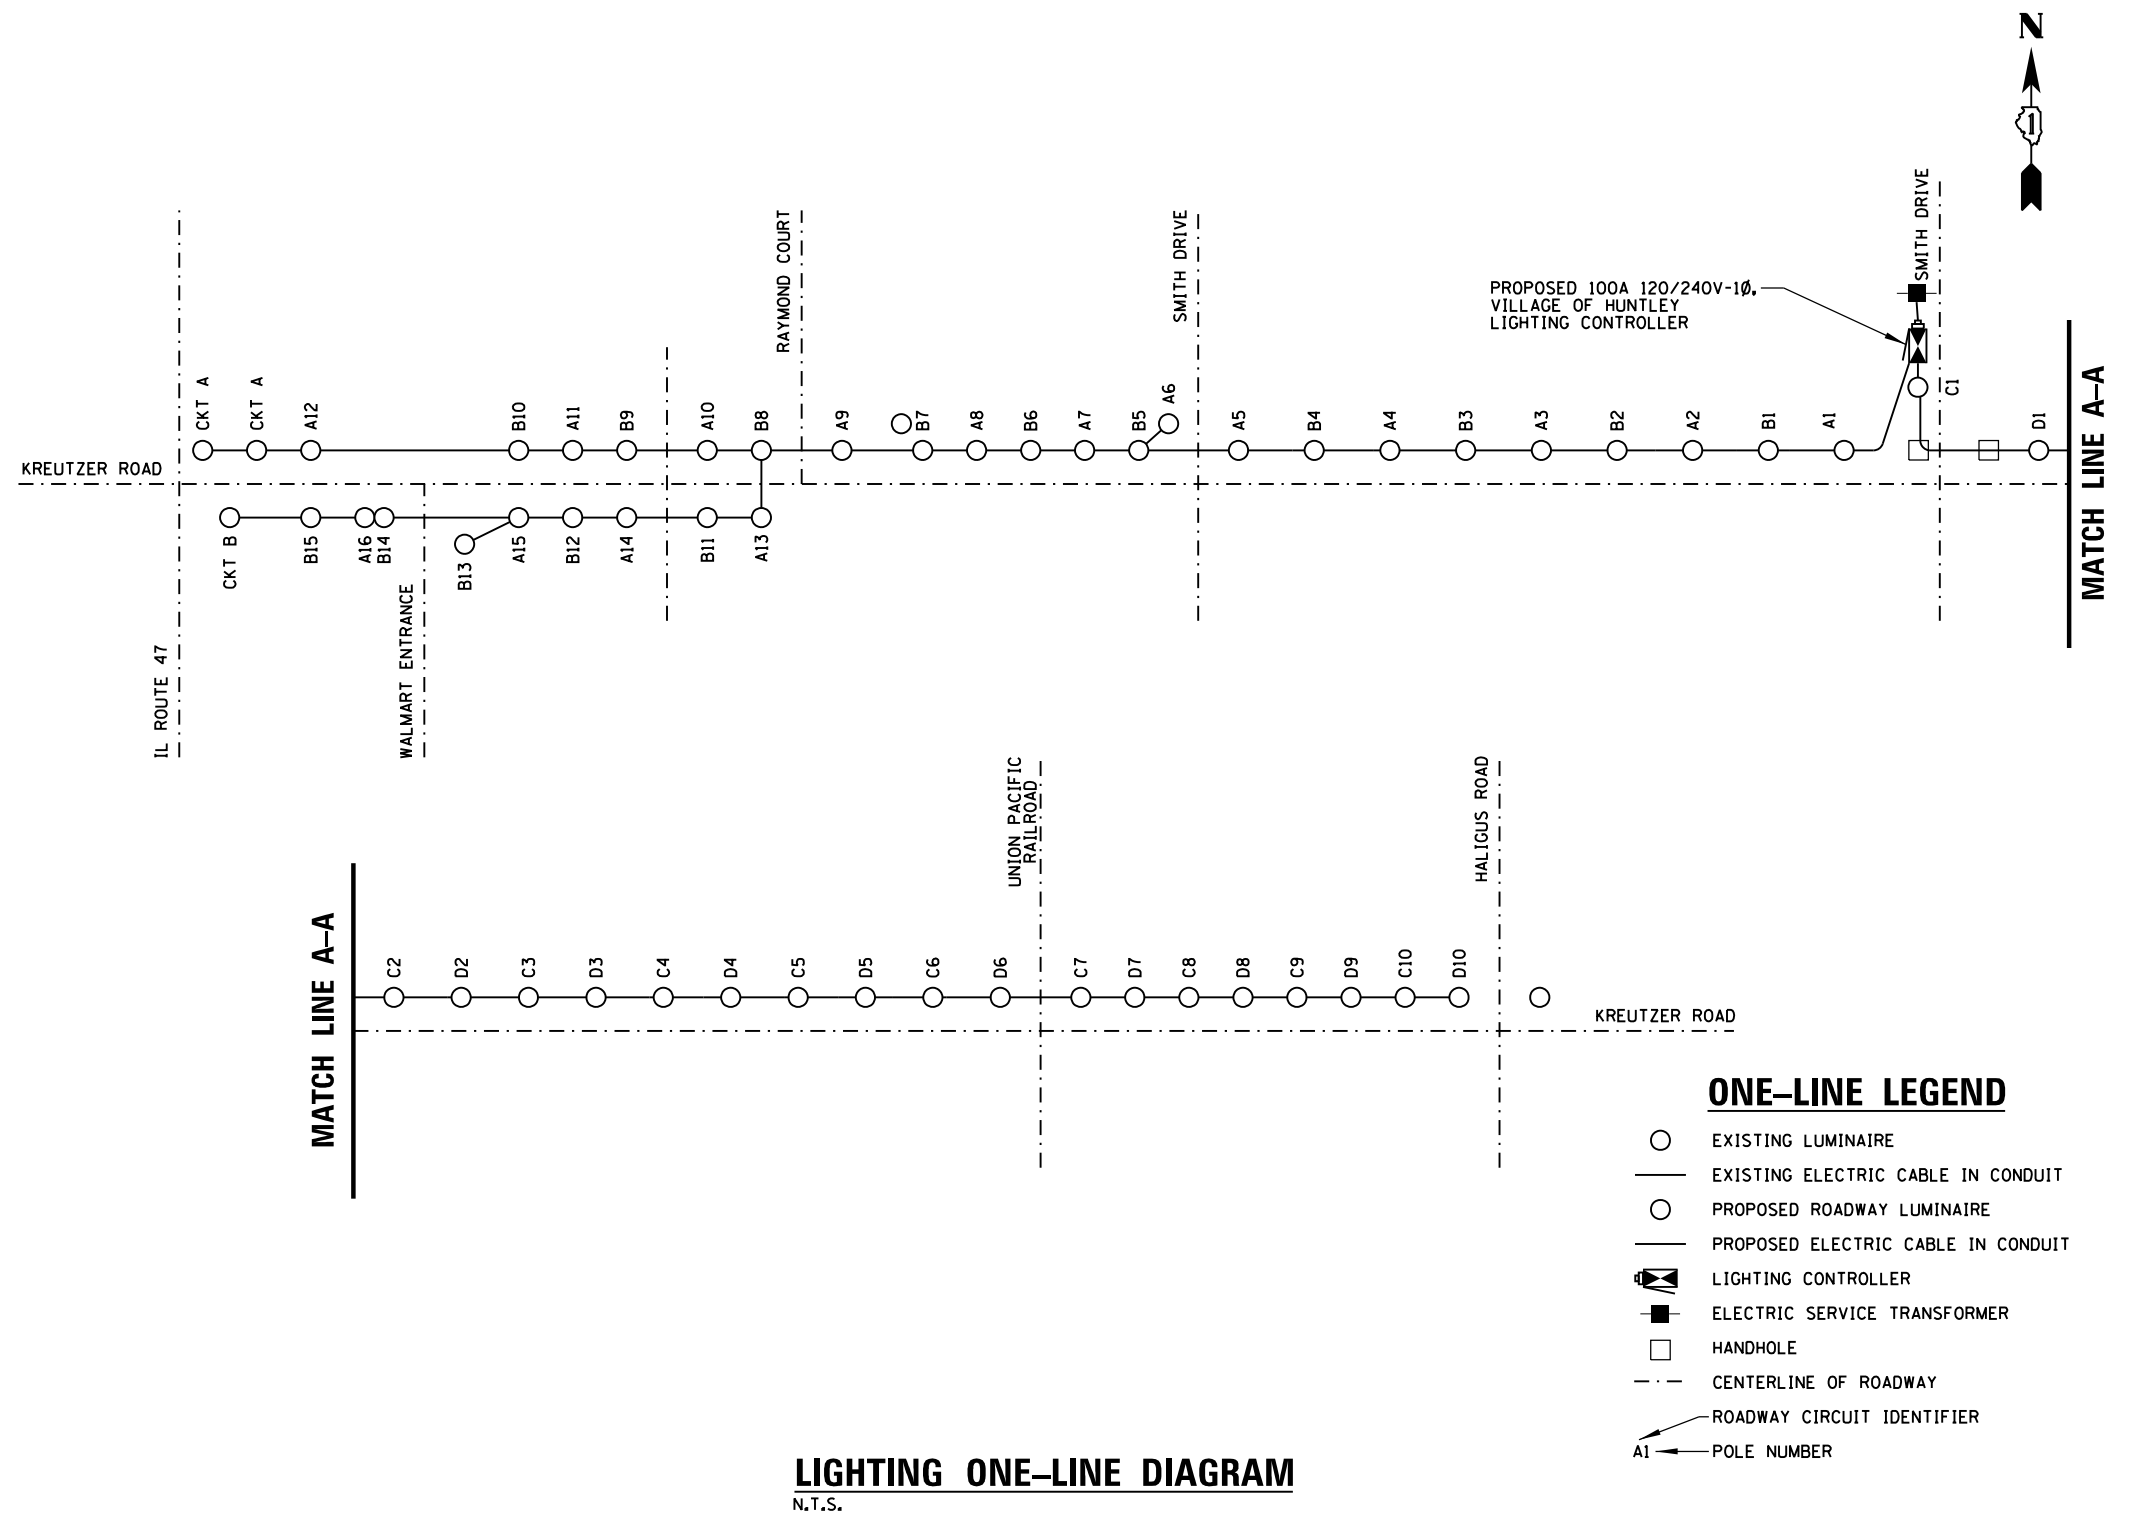 N
1
RAYMOND COURT
SMITH DRIVE
SMITH DRIVE
PROPOSED 100A 120/240V-1Ø,
VILLAGE OF HUNTLEY
LIGHTING CONTROLLER
CKT A
CKT A
A12
B10
A11
B9
A10
B8
A9
B7
A8
B6
A7
B5
A6
A5
B4
A4
B3
A3
B2
A2
B1
A1
C1
D1
MATCH LINE A–A
KREUTZER ROAD
CKT B
B15
A16
B14
B13
A15
B12
A14
B11
A13
IL ROUTE 47
WALMART ENTRANCE
UNION PACIFIC
RAILROAD
HALIGUS ROAD
MATCH LINE A–A
C2
D2
C3
D3
C4
D4
C5
D5
C6
D6
C7
D7
C8
D8
C9
D9
C10
D10
KREUTZER ROAD
ONE–LINE LEGEND
EXISTING LUMINAIRE
EXISTING ELECTRIC CABLE IN CONDUIT
PROPOSED ROADWAY LUMINAIRE
PROPOSED ELECTRIC CABLE IN CONDUIT
LIGHTING CONTROLLER
ELECTRIC SERVICE TRANSFORMER
HANDHOLE
CENTERLINE OF ROADWAY
ROADWAY CIRCUIT IDENTIFIER
A1 POLE NUMBER
LIGHTING ONE–LINE DIAGRAM
N.T.S.